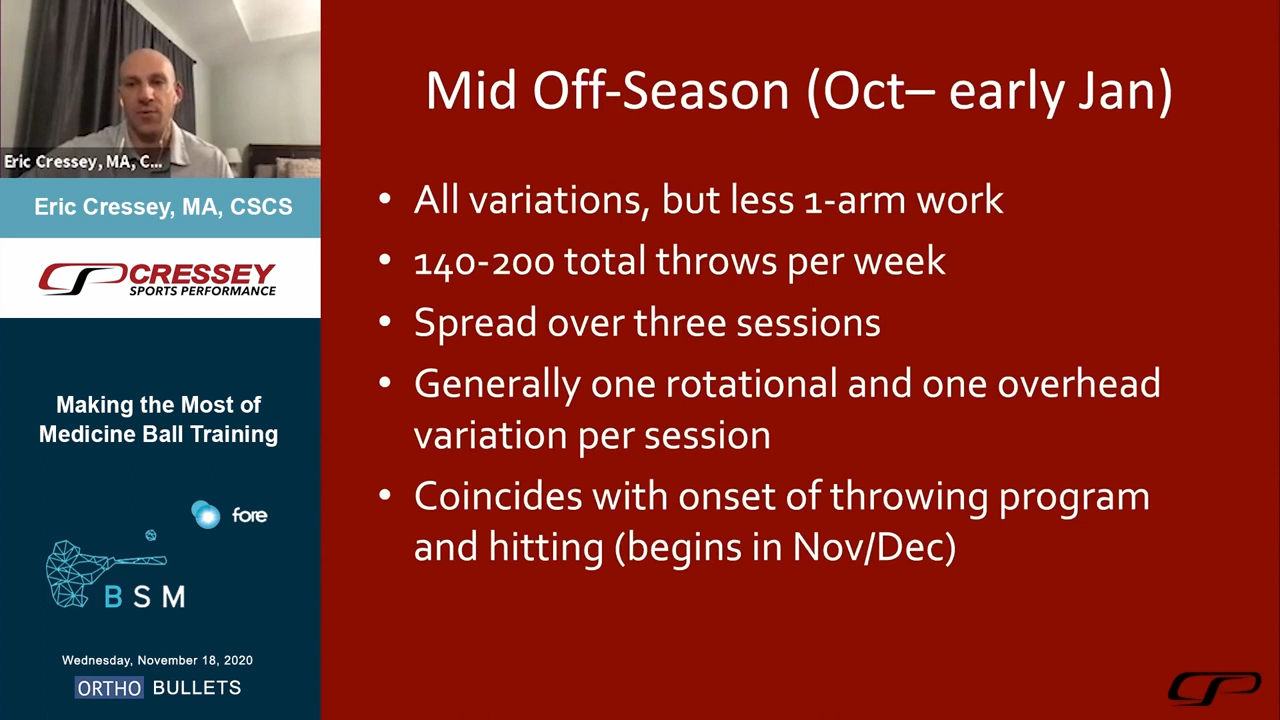 Eric Cressey, MA, C...
Eric Cressey, MA, CSCS
CRESSEY
SPORTS PERFORMANCE
Making the Most of
Medicine Ball Training
fore
BSM
Wednesday, November 18, 2020
ORTHO BULLETS
Mid Off-Season (Oct– early Jan)
• All variations, but less 1-arm work
• 140-200 total throws per week
• Spread over three sessions
• Generally one rotational and one overhead
variation per session
• Coincides with onset of throwing program
and hitting (begins in Nov/Dec)